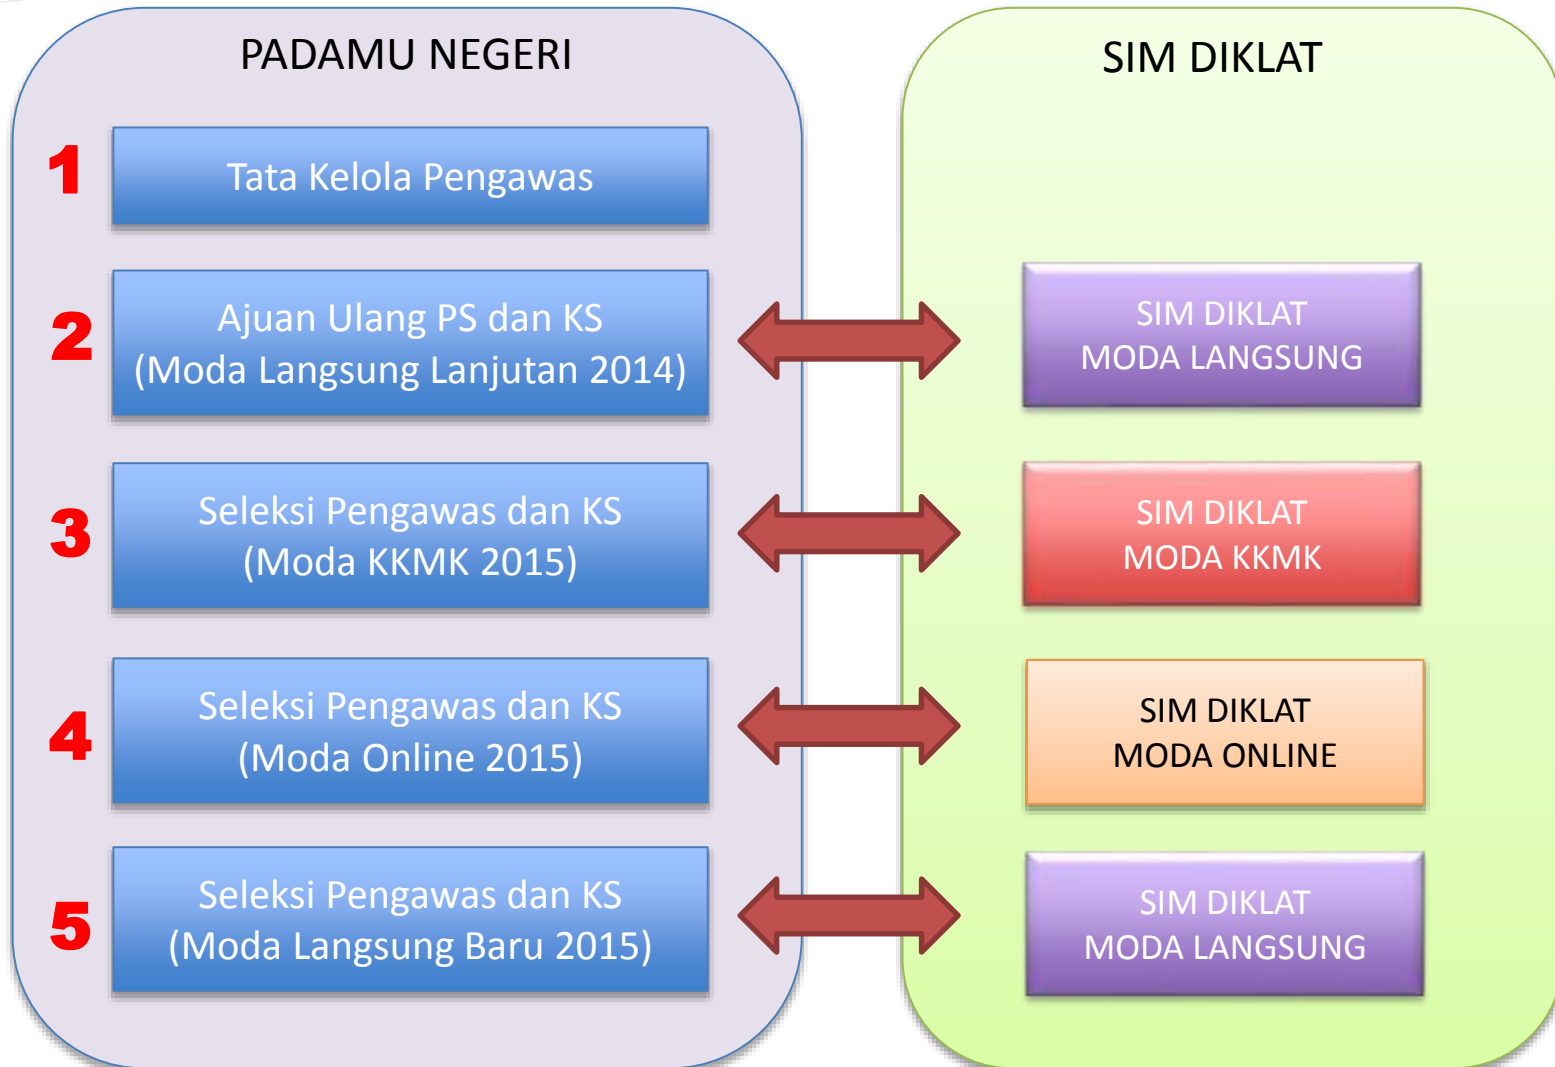 PADAMU NEGERI
1
Tata Kelola Pengawas
2
Ajuan Ulang PS dan KS
(Moda Langsung Lanjutan 2014)
3
Seleksi Pengawas dan KS
(Moda KKMK 2015)
4
Seleksi Pengawas dan KS
(Moda Online 2015)
5
Seleksi Pengawas dan KS
(Moda Langsung Baru 2015)
SIM DIKLAT
SIM DIKLAT
MODA LANGSUNG
SIM DIKLAT
MODA KKMK
SIM DIKLAT
MODA ONLINE
SIM DIKLAT
MODA LANGSUNG